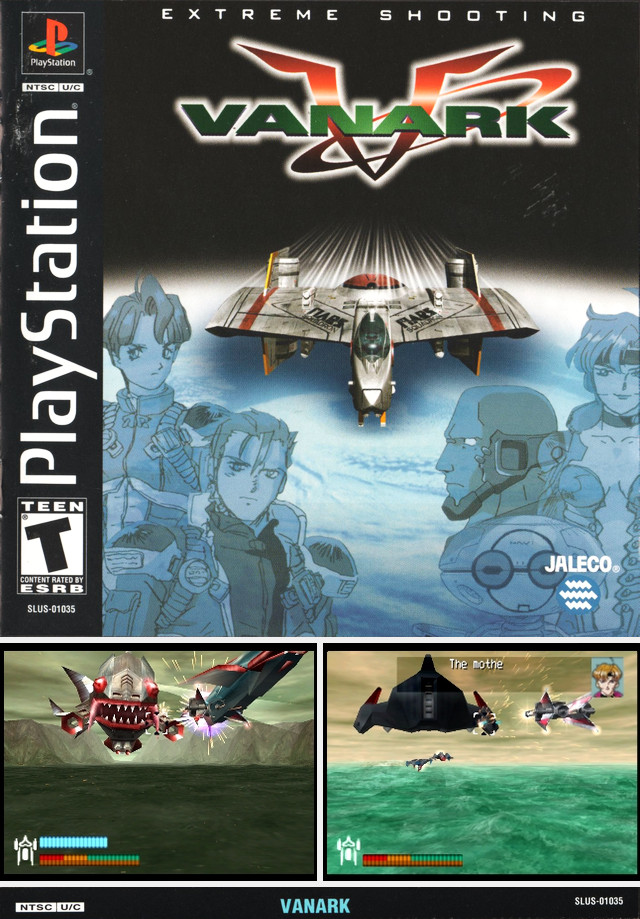 EXTREME SHOOTING
PlayStation
®
NTSC U/C
PlayStation®
VANARK
JALECO®
TEEN
T
CONTENT RATED BY
ESRB
SLUS-01035
The mothe
NTSC U/C
VANARK
SLUS-01035